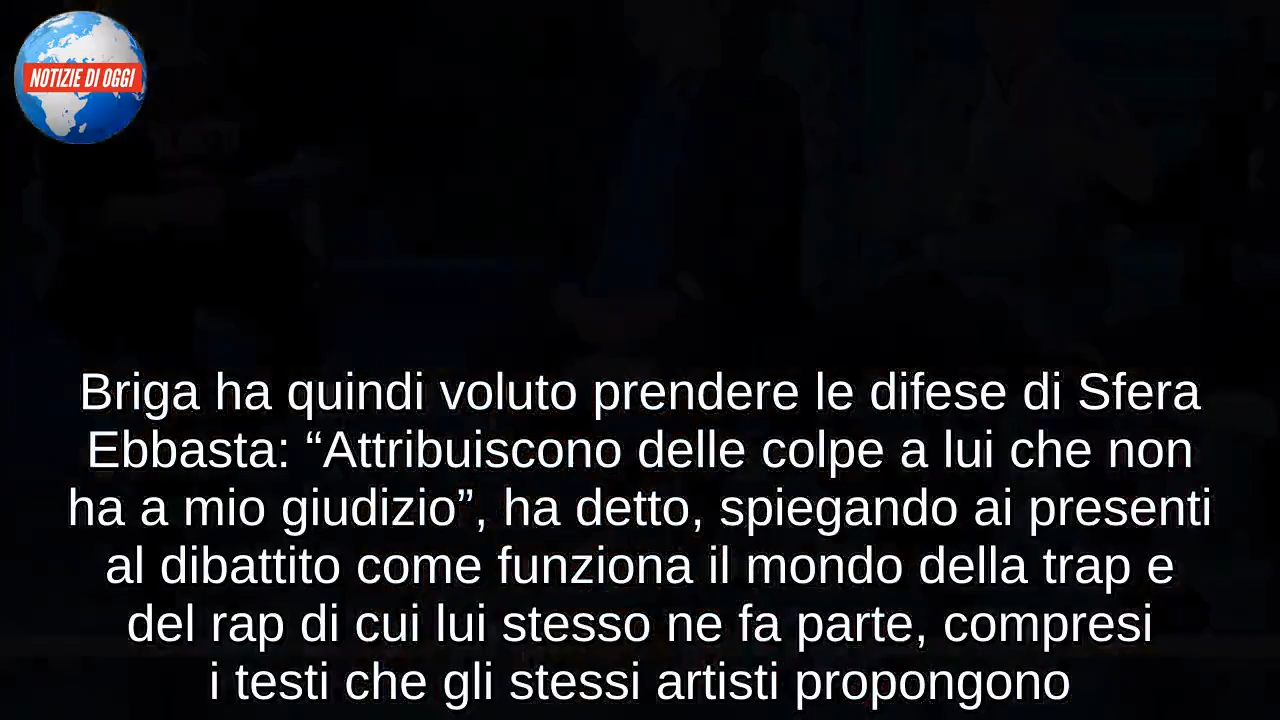 NOTIZIE DI OGGI
Briga ha quindi voluto prendere le difese di Sfera
Ebbasta: “Attribuiscono delle colpe a lui che non
ha a mio giudizio”, ha detto, spiegando ai presenti
al dibattito come funziona il mondo della trap e
del rap di cui lui stesso ne fa parte, compresi
i testi che gli stessi artisti propongono